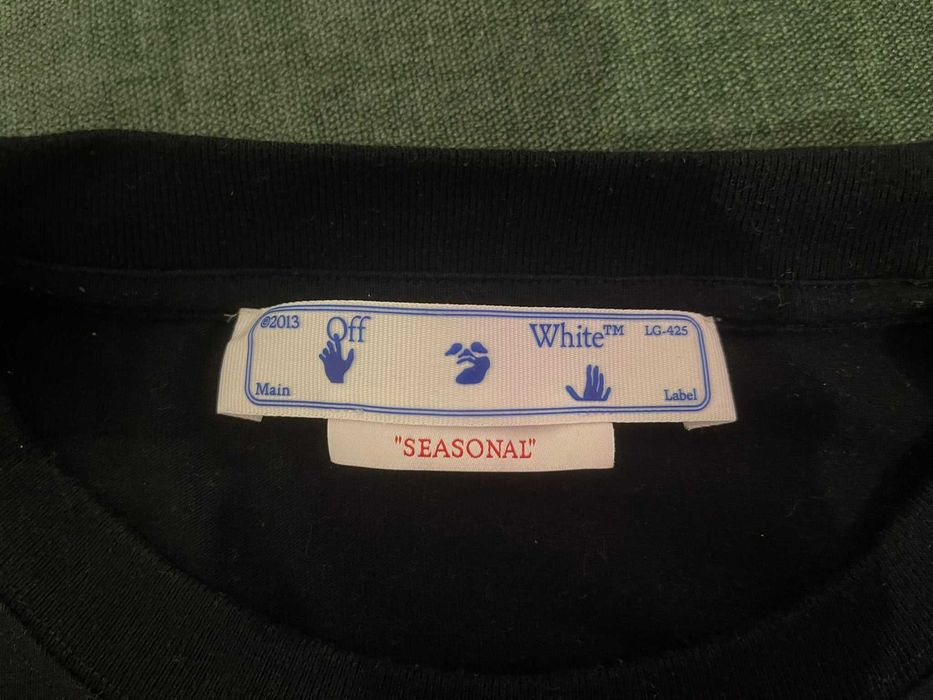 ©2013 Off White™ LG-425
Main Label
"SEASONAL"